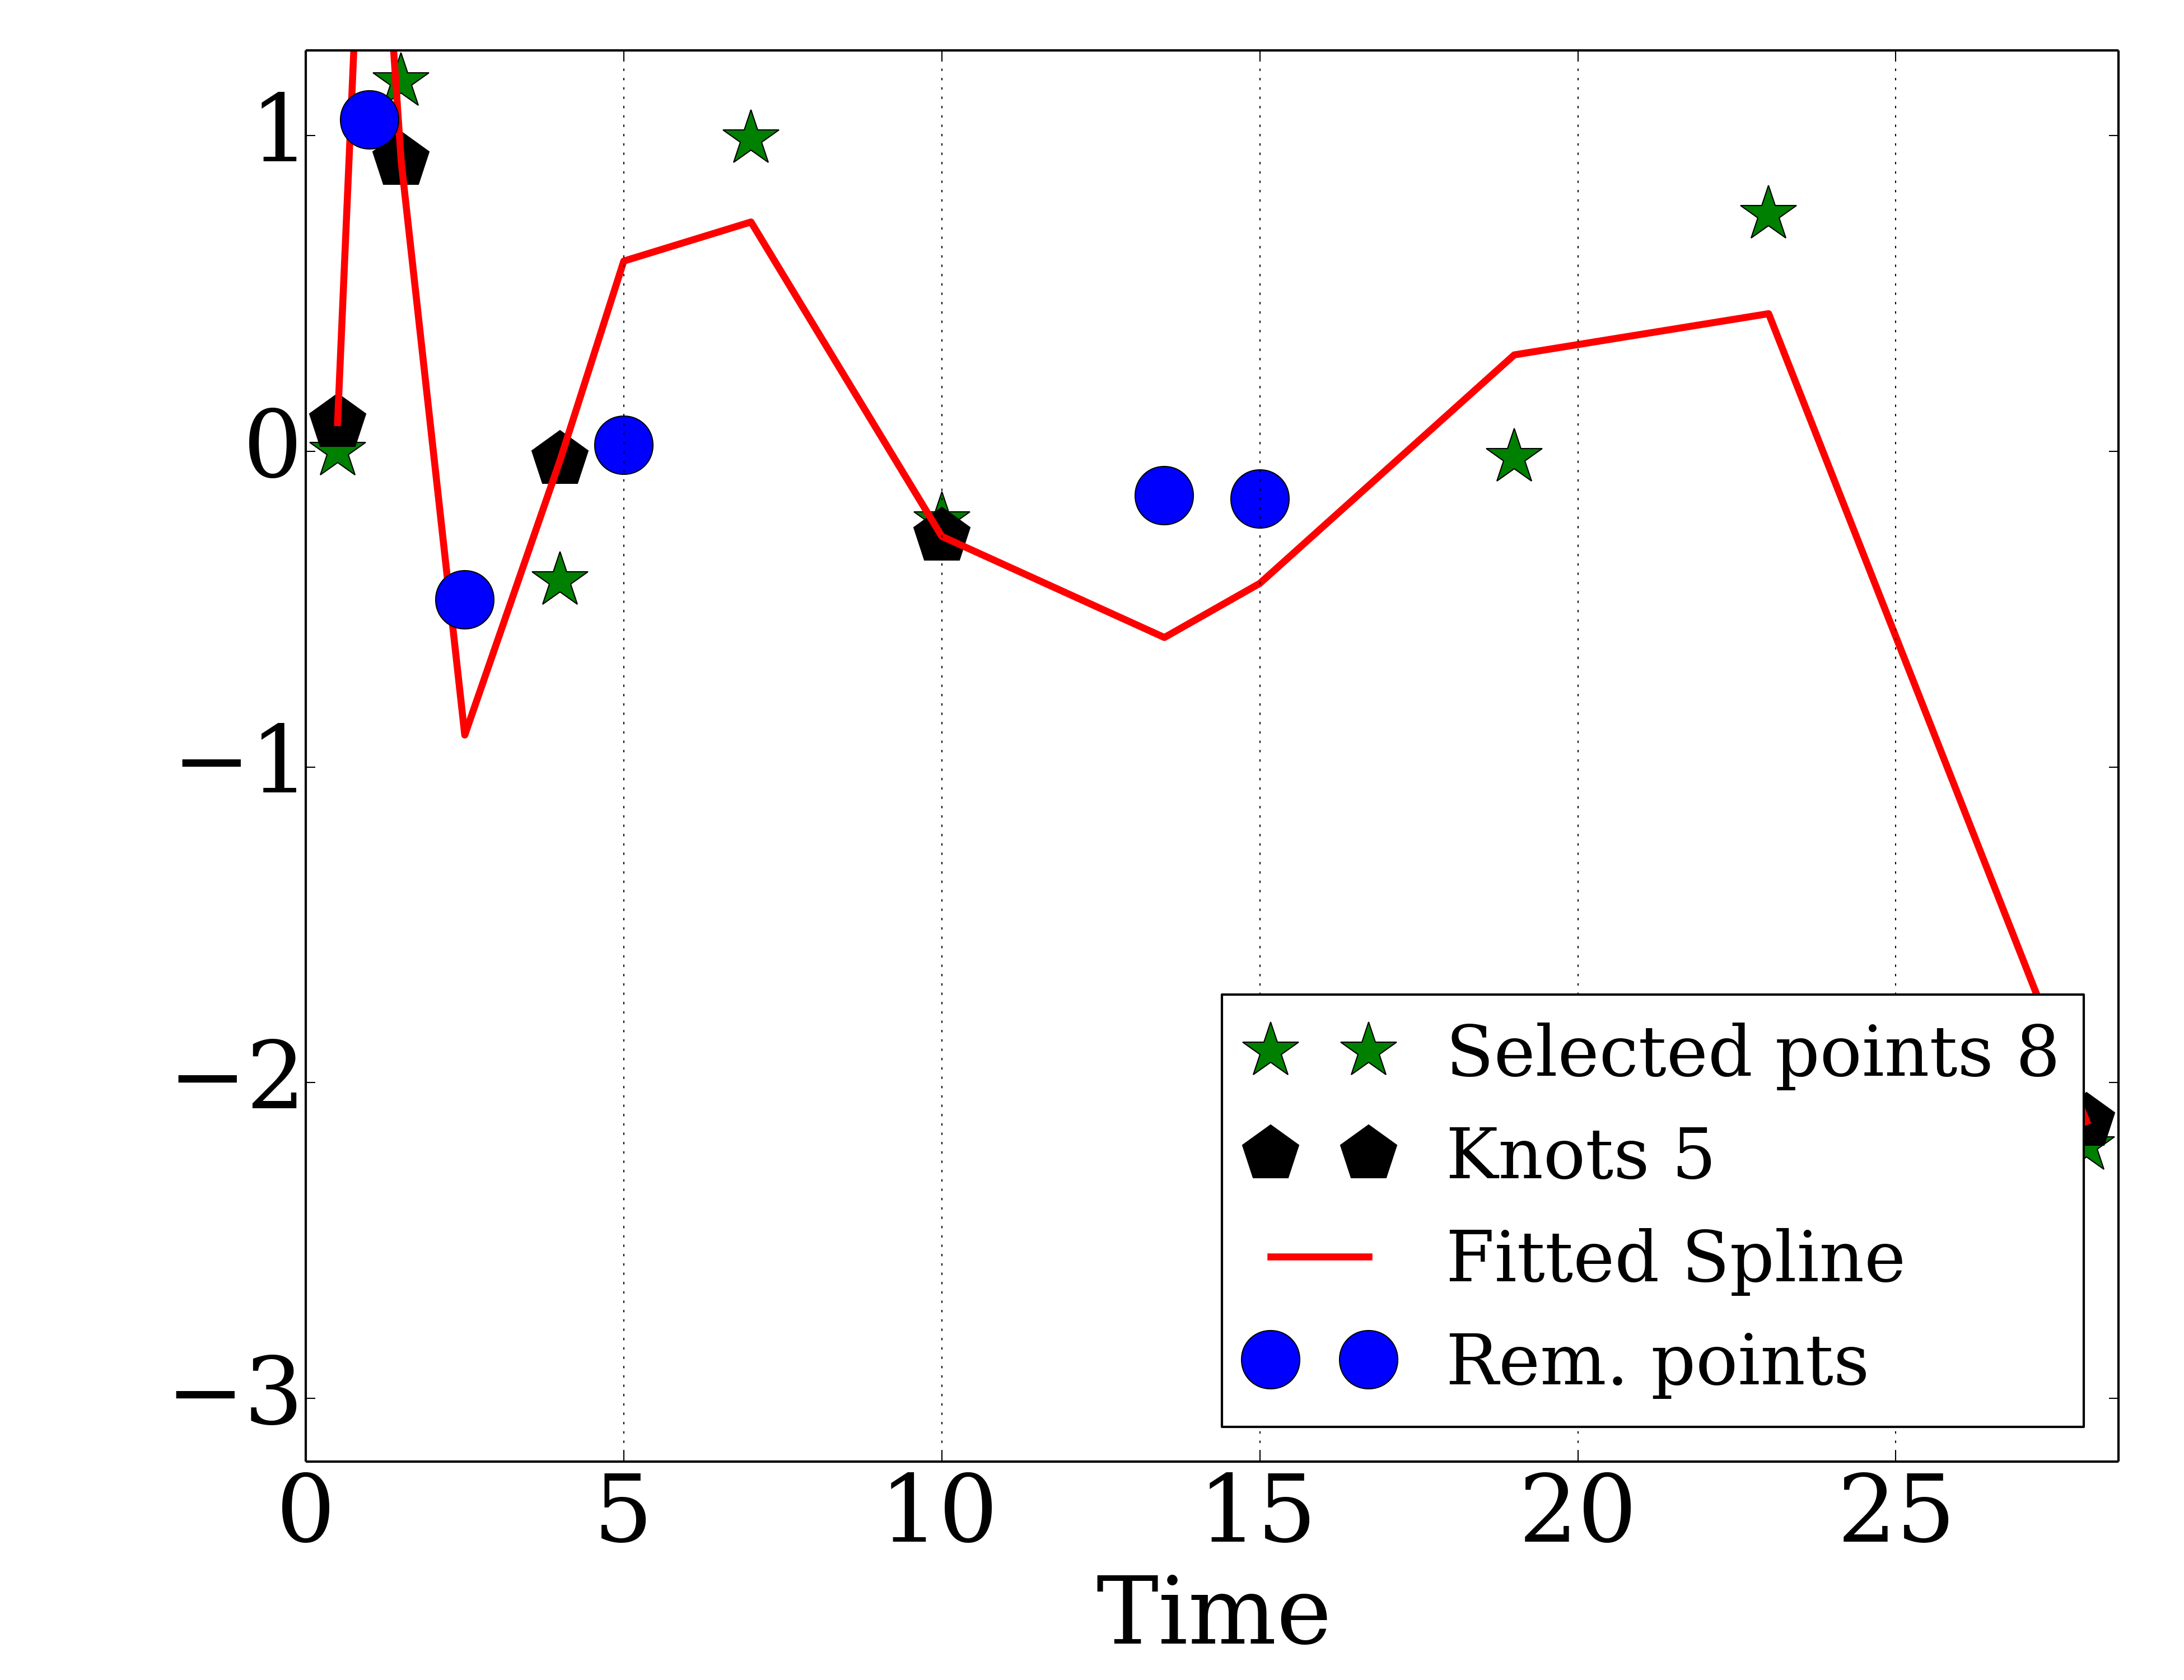 1
0
−1
−2
−3
Selected points 8
Knots 5
Fitted Spline
Rem. points
0 5 10 15 20 25
Time